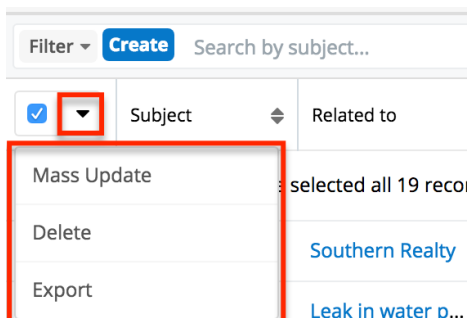 Filter Create Search by subject...
Subject Related to
Mass Update
selected all 19 recor
Delete
Southern Realty
Export
Leak in water p...